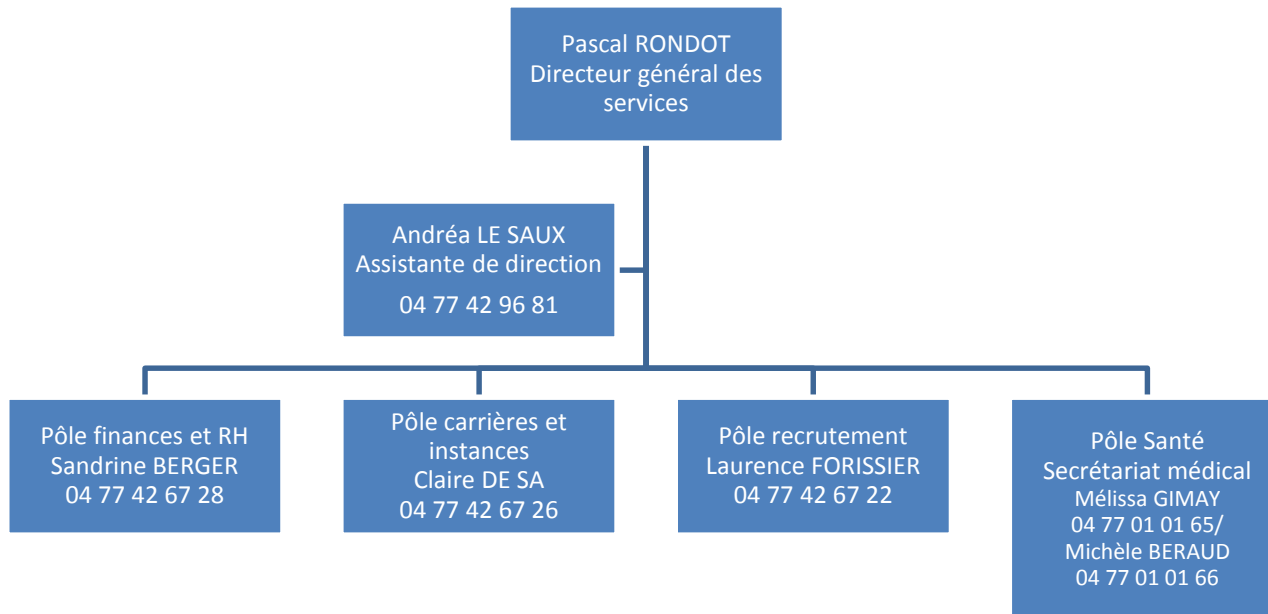 Pascal RONDOT
Directeur général des
services
Andréa LE SAUX
Assistante de direction
04 77 42 96 81
Pôle finances et RH
Sandrine BERGER
04 77 42 67 28
Pôle carrières et
instances
Claire DE SA
04 77 42 67 26
Pôle recrutement
Laurence FORISSIER
04 77 42 67 22
Pôle Santé
Secrétariat médical
Mélissa GIMAY
04 77 01 01 65/
Michèle BERAUD
04 77 01 01 66